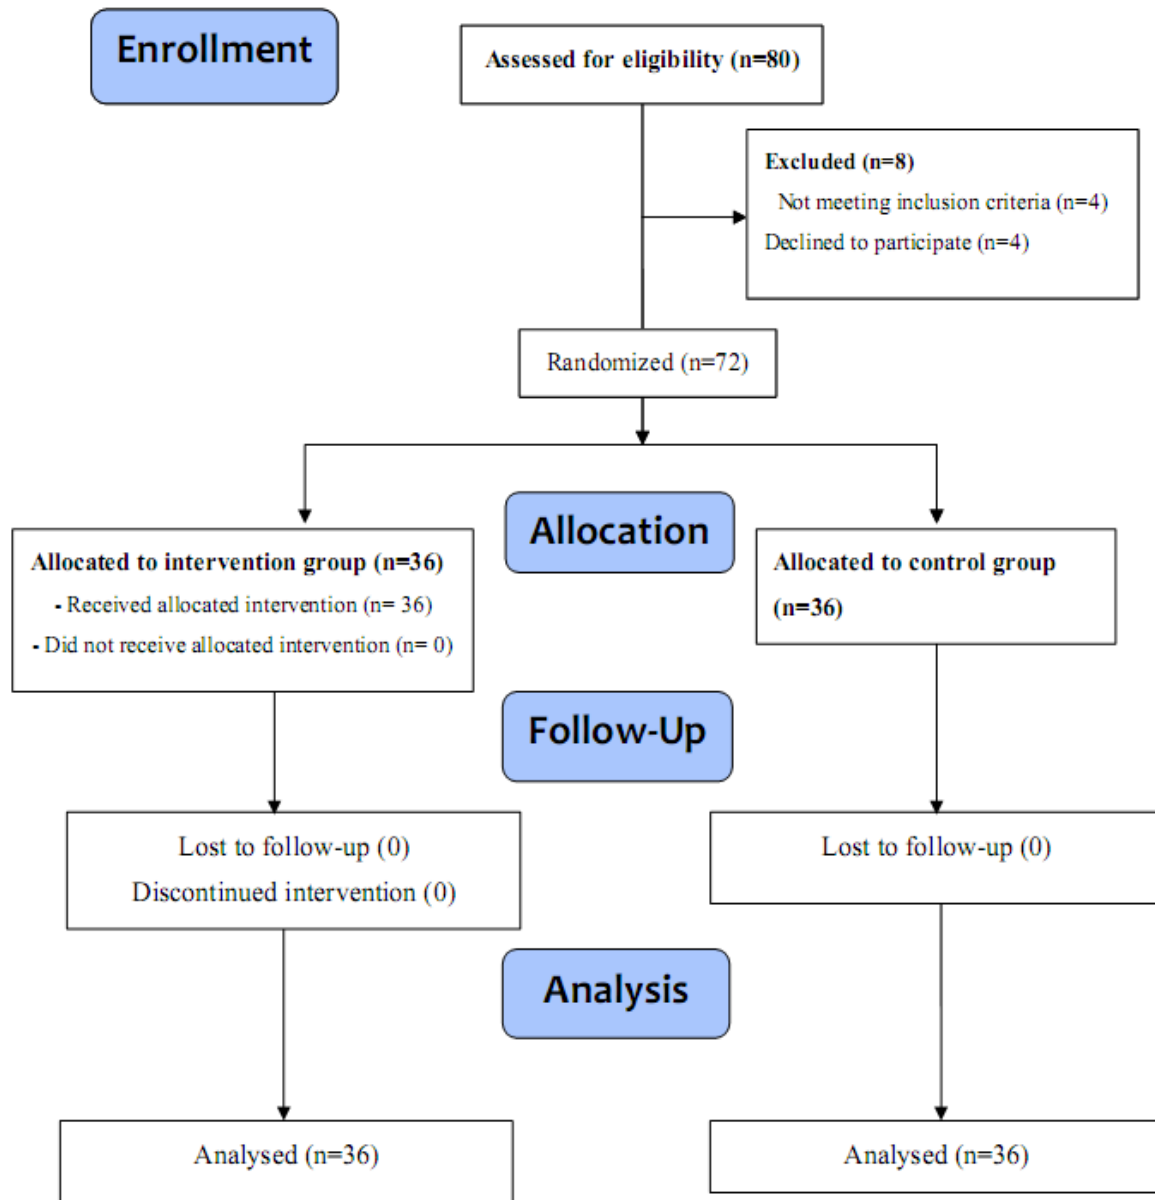 Enrollment
Assessed for eligibility (n=80)
Excluded (n=8)
Not meeting inclusion criteria (n=4)
Declined to participate (n=4)
Randomized (n=72)
Allocation
Allocated to intervention group (n=36)
- Received allocated intervention (n= 36)
- Did not receive allocated intervention (n= 0)
Allocated to control group
(n=36)
Follow-Up
Lost to follow-up (0)
Discontinued intervention (0)
Lost to follow-up (0)
Analysis
Analysed (n=36)
Analysed (n=36)